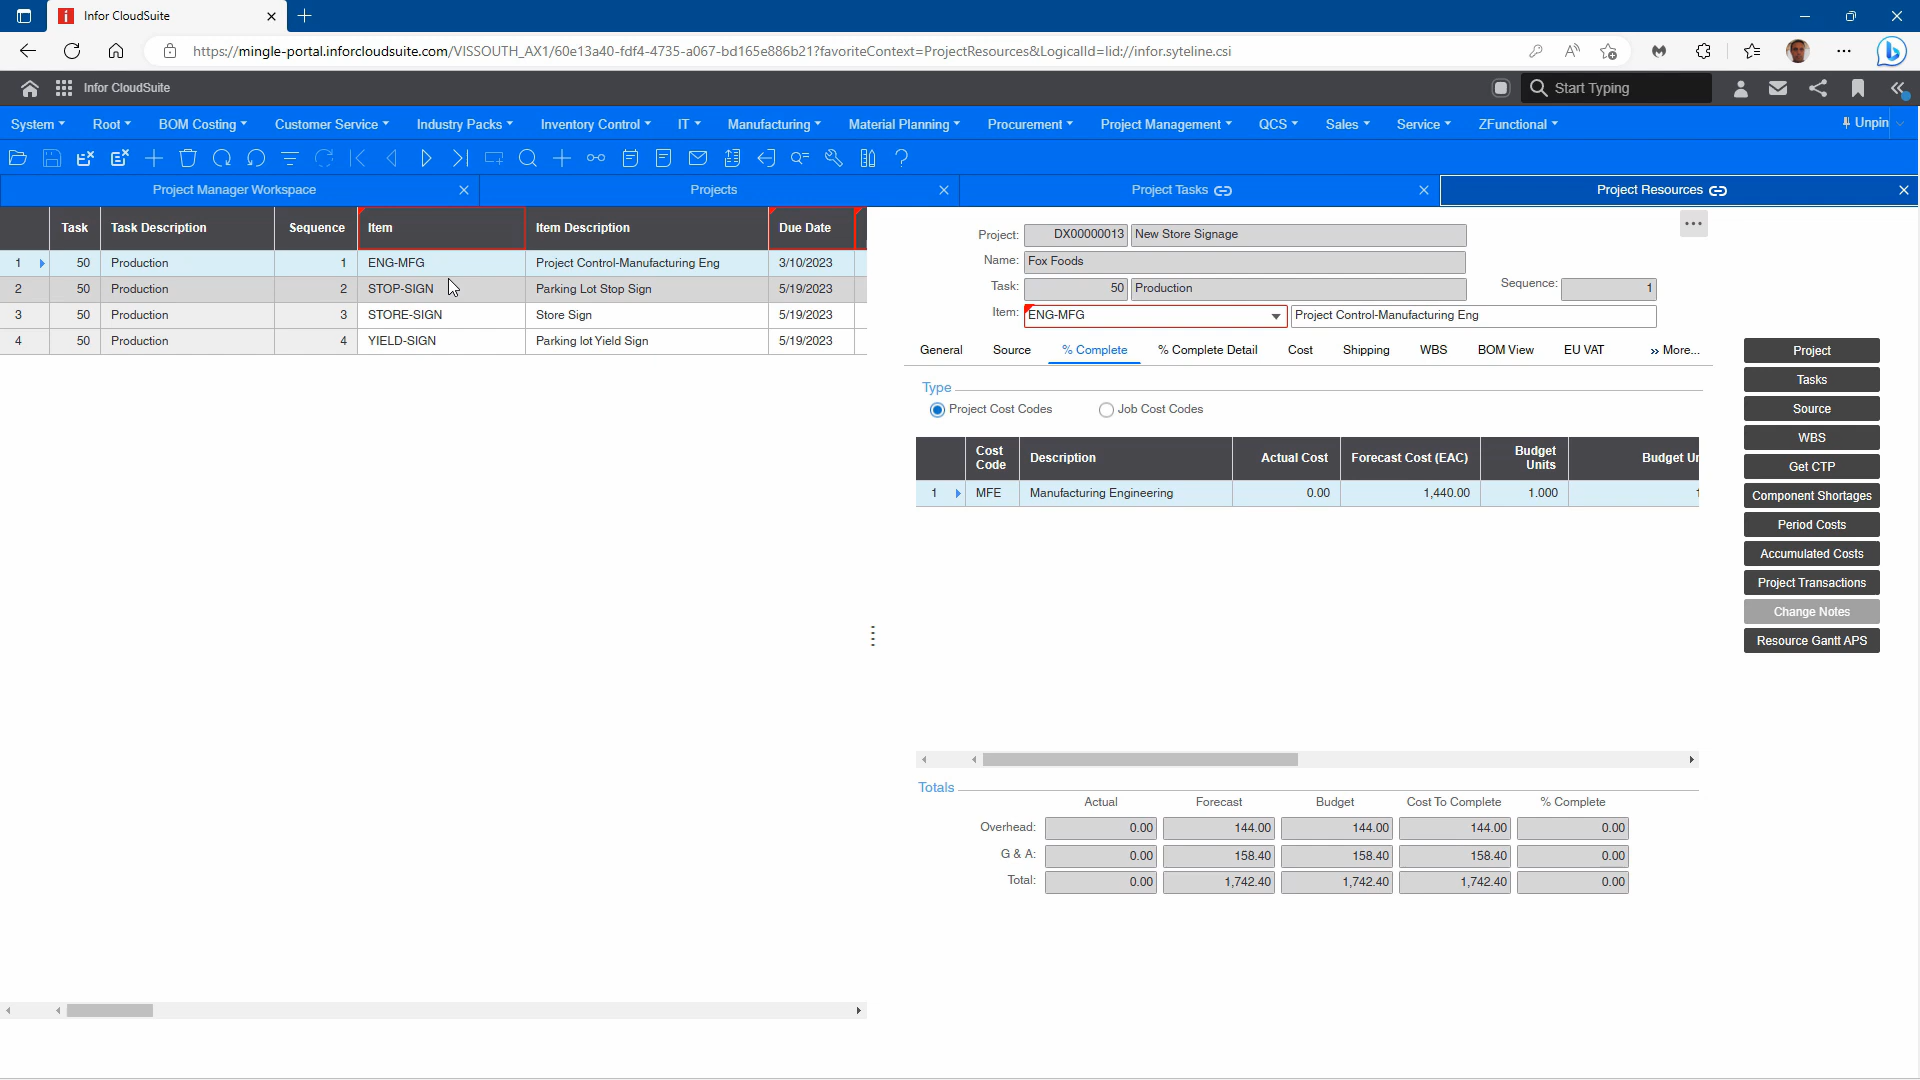 Infor CloudSuite
https://mingle-portal.inforcloudsuite.com/VISSOUTH_AX1/60e13a40-fdf4-4735-a067-bd165e886b21?favoriteContext=ProjectResources&LogicalId=lid://infor.syteline.csi
Infor CloudSuite
Start Typing
System Root BOM Costing Customer Service Industry Packs Inventory Control IT Manufacturing Material Planning Procurement Project Management QCS Sales Service ZFunctional Unpin
Project Manager Workspace Projects Project Tasks Project Resources
Task Task Description Sequence Item Item Description Due Date
1 50 Production 1 ENG-MFG Project Control-Manufacturing Eng 3/10/2023
2 50 Production 2 STOP-SIGN Parking Lot Stop Sign 5/19/2023
3 50 Production 3 STORE-SIGN Store Sign 5/19/2023
4 50 Production 4 YIELD-SIGN Parking lot Yield Sign 5/19/2023
Project: DX00000013 New Store Signage
Name: Fox Foods
Task: 50 Production Sequence: 1
Item: ENG-MFG Project Control-Manufacturing Eng
General Source % Complete % Complete Detail Cost Shipping WBS BOM View EU VAT » More...
Type
Project Cost Codes Job Cost Codes
Cost Code Description Actual Cost Forecast Cost (EAC) Budget Units Budget
1 MFE Manufacturing Engineering 0.00 1,440.00 1.000
Totals
Actual Forecast Budget Cost To Complete % Complete
Overhead: 0.00 144.00 144.00 144.00 0.00
G & A: 0.00 158.40 158.40 158.40 0.00
Total: 0.00 1,742.40 1,742.40 1,742.40 0.00
Project
Tasks
Source
WBS
Get CTP
Component Shortages
Period Costs
Accumulated Costs
Project Transactions
Change Notes
Resource Gantt APS